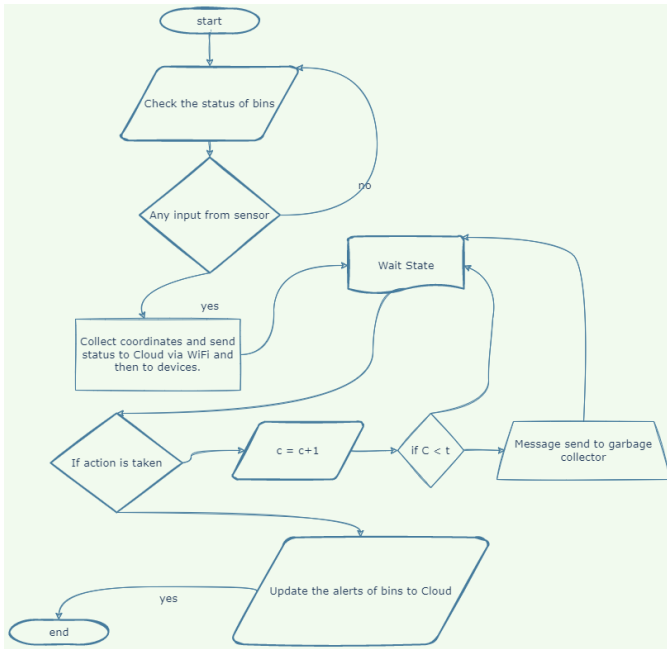 start
Check the status of bins
no
Any input from sensor
Wait State
yes
Collect coordinates and send
status to Cloud via WiFi and
then to devices.
If action is taken
c = c+1
if C < t
Message send to garbage
collector
Update the alerts of bins to Cloud
yes
end